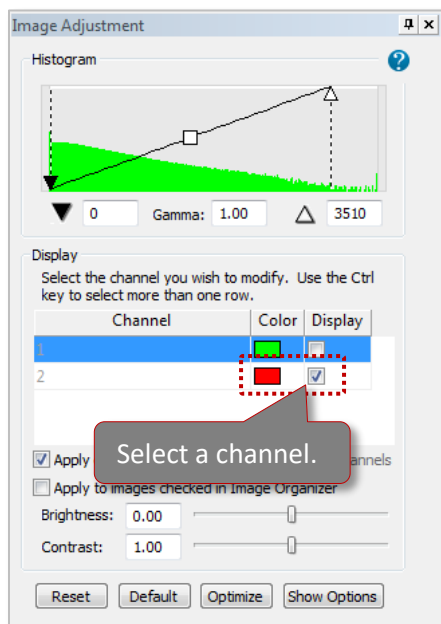 Image Adjustment
Histogram
?
0 Gamma: 1.00 3510
Display
Select the channel you wish to modify. Use the Ctrl
key to select more than one row.
Channel Color Display
1
2
Select a channel.
Apply
Apply to images checked in Image Organizer
Brightness: 0.00
Contrast: 1.00
Reset Default Optimize Show Options